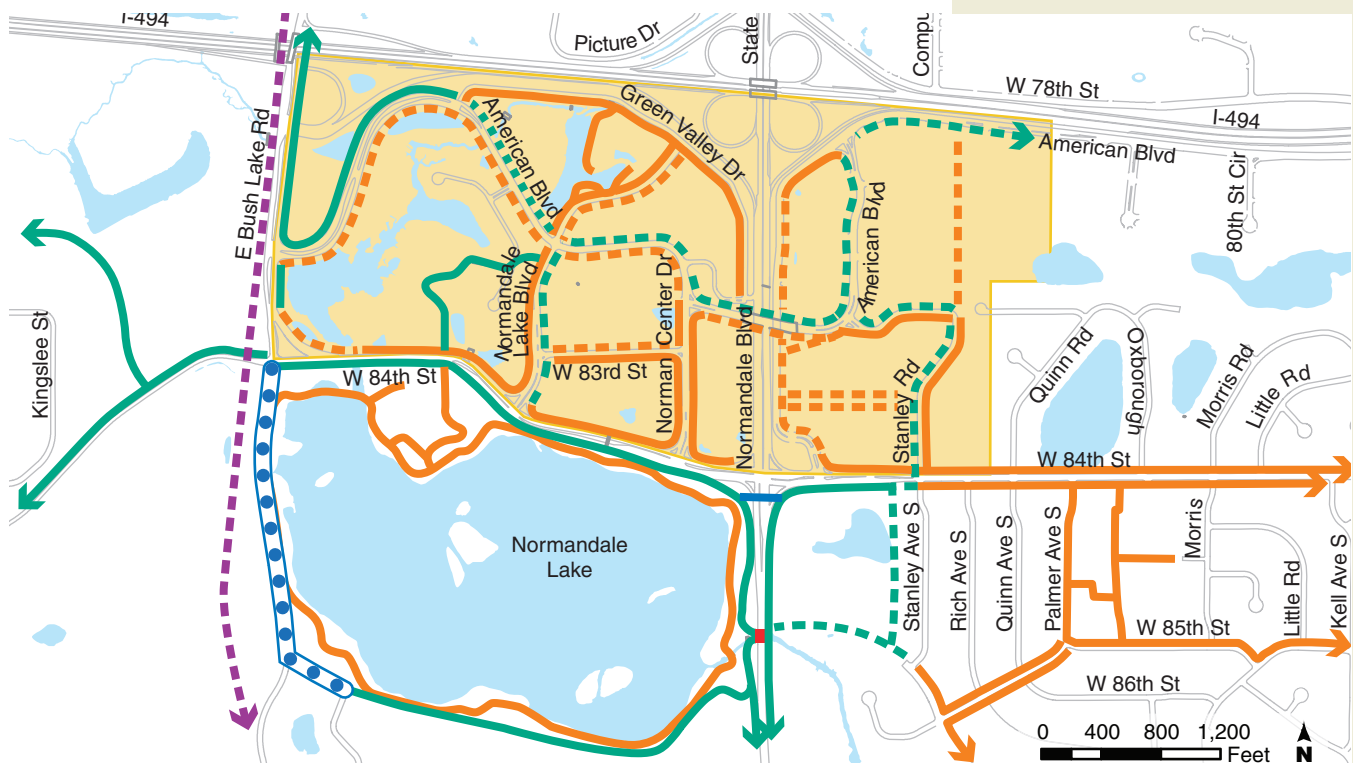 I-494
Picture Dr
State
Compu
W 78th St
I-494
American Blvd
E Bush Lake Rd
American Blvd
Green Valley Dr
80th St Cir
American Blvd
Kingslee St
Normandale
Lake Blvd
Norman Center Dr
Normandale Blvd
W 83rd St
W 84th St
Stanley Rd
Quinn Rd
Oxborough
Morris Rd
Little Rd
W 84th St
Normandale
Lake
Stanley Ave S
Rich Ave S
Quinn Ave S
Palmer Ave S
Morris
Little Rd
Kell Ave S
W 85th St
W 86th St
0 400 800 1,200
Feet
N